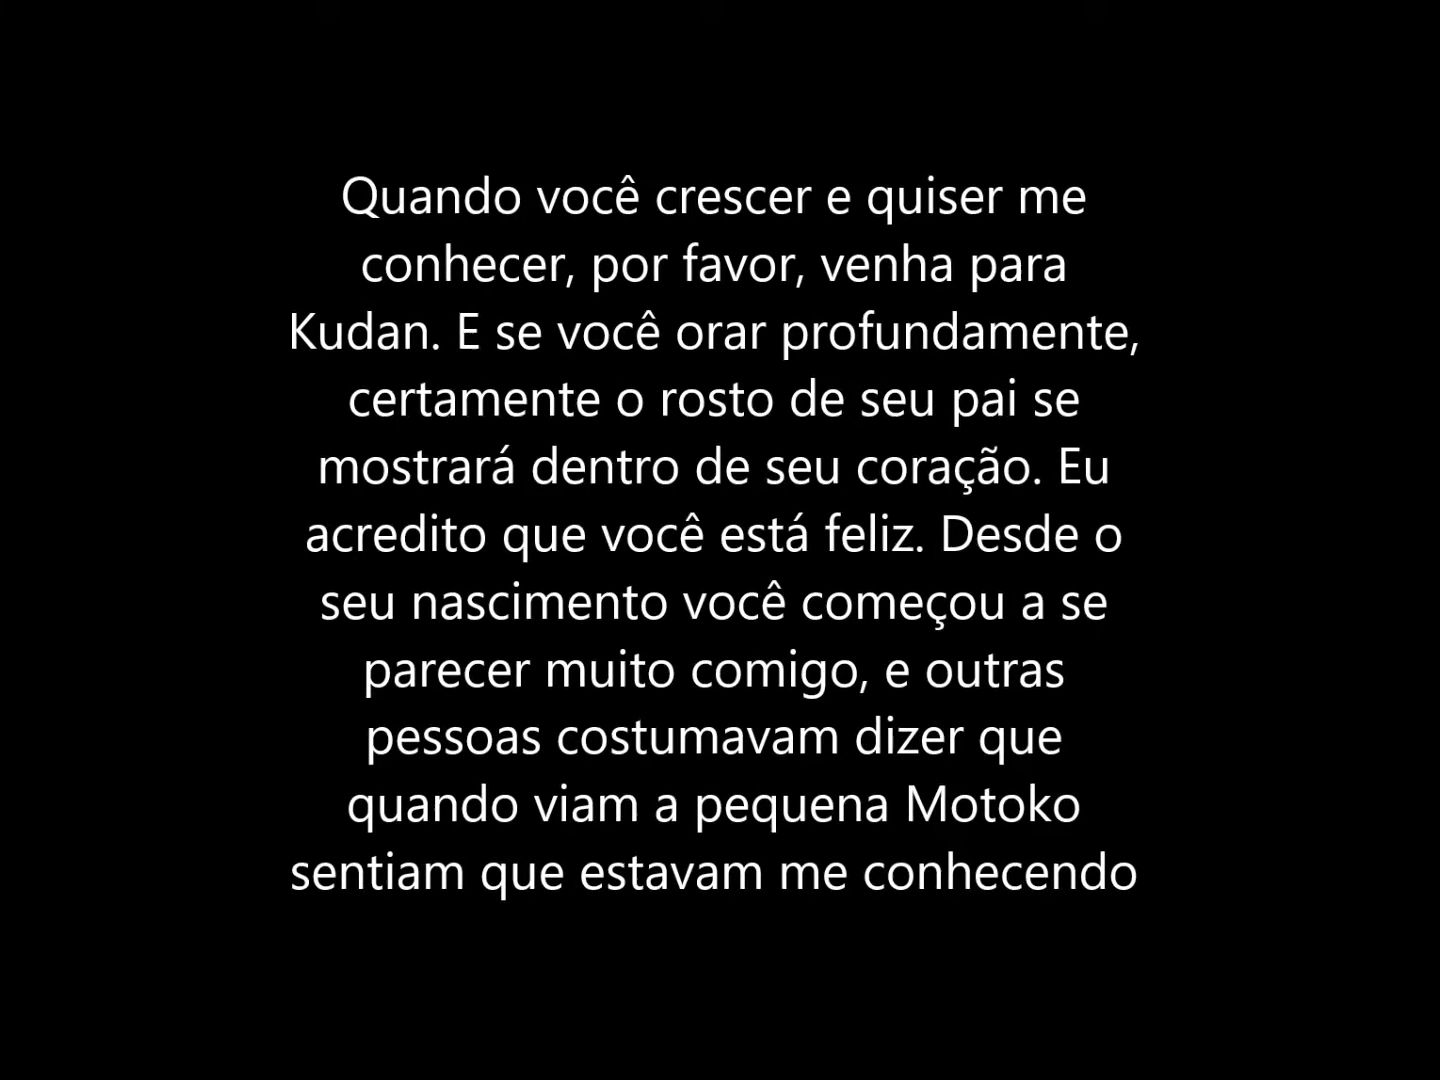 Quando você crescer e quiser me
conhecer, por favor, venha para
Kudan. E se você orar profundamente,
certamente o rosto de seu pai se
mostrará dentro de seu coração. Eu
acredito que você está feliz. Desde o
seu nascimento você começou a se
parecer muito comigo, e outras
pessoas costumavam dizer que
quando viam a pequena Motoko
sentiam que estavam me conhecendo